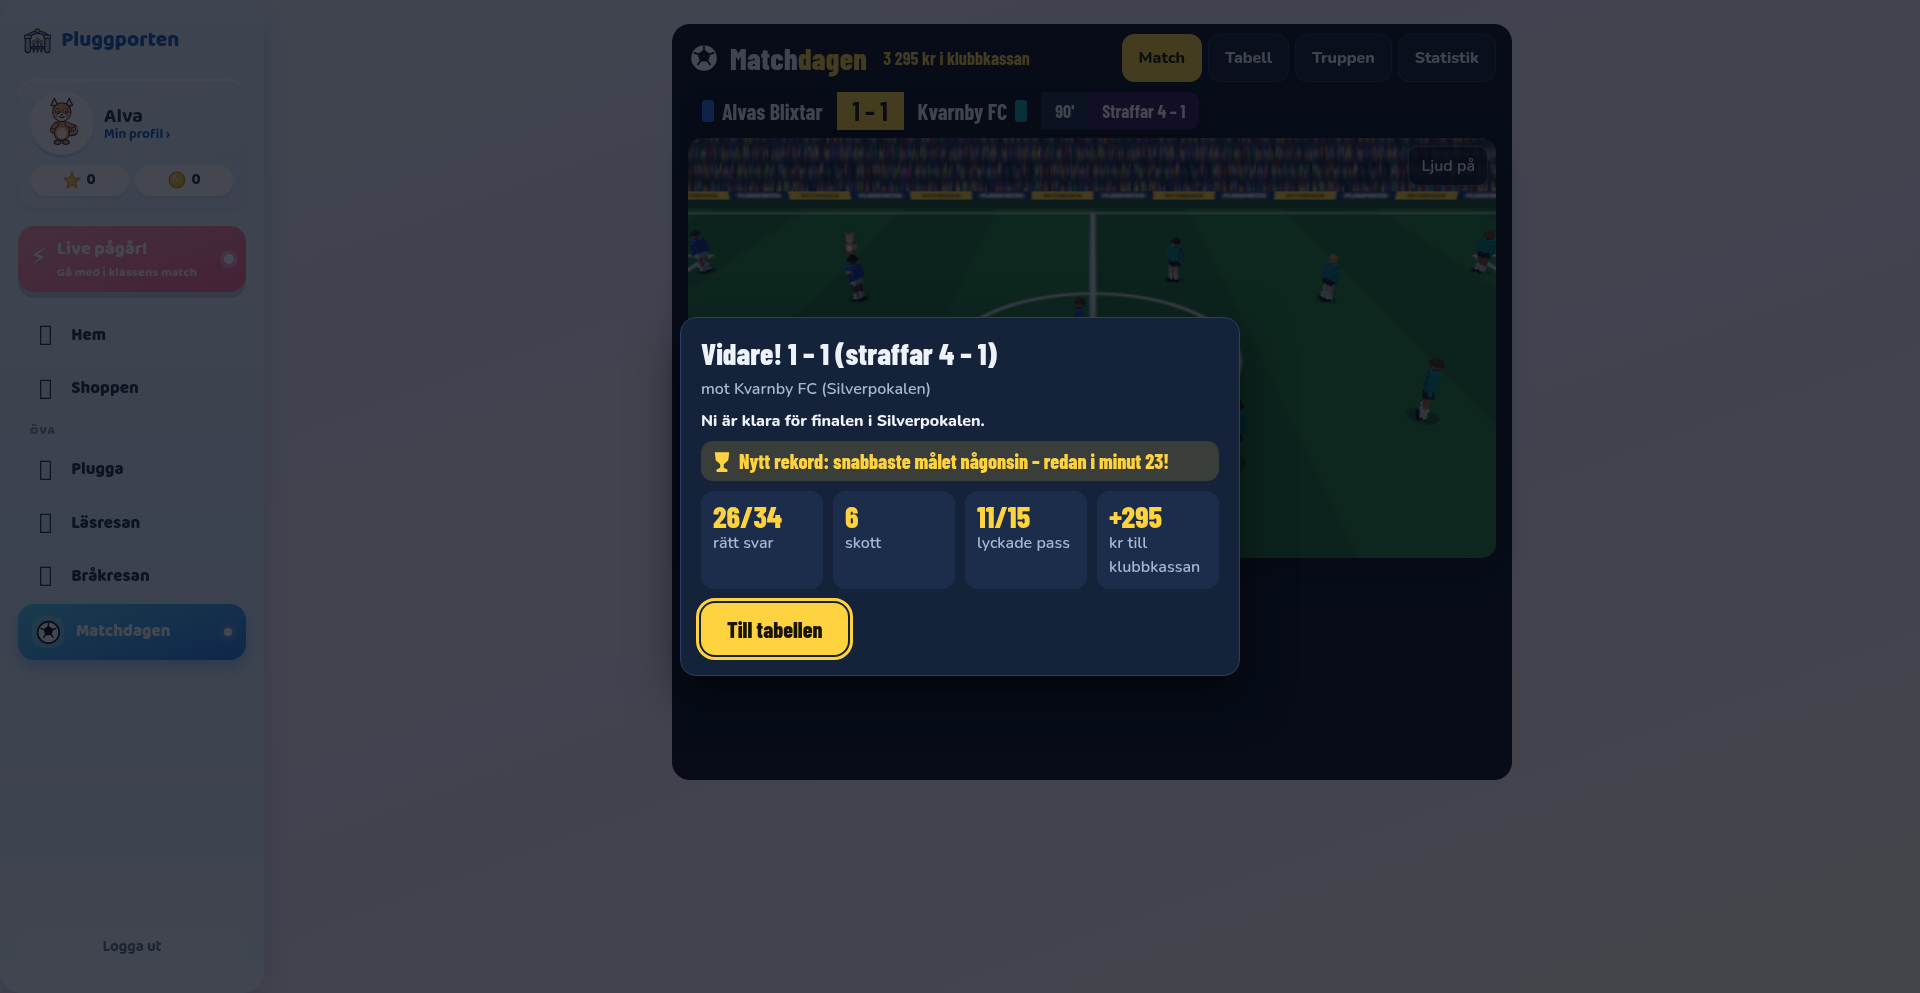 Pluggporten
Alva
Min profil ›
0
0
Live pågår!
Gå med i klassens match
Hem
Shoppen
ÖVA
Plugga
Läsresan
Bråkresan
Matchdagen
Logga ut
Matchdagen
3 295 kr i klubbkassan
Match
Tabell
Truppen
Statistik
Alvas Blixtar
1 – 1
Kvarnby FC
90'
Straffar 4 – 1
Ljud på
Vidare! 1 – 1 (straffar 4 – 1)
mot Kvarnby FC (Silverpokalen)
Ni är klara för finalen i Silverpokalen.
Nytt rekord: snabbaste målet någonsin – redan i minut 23!
26/34
rätt svar
6
skott
11/15
lyckade pass
+295
kr till
klubbkassan
Till tabellen